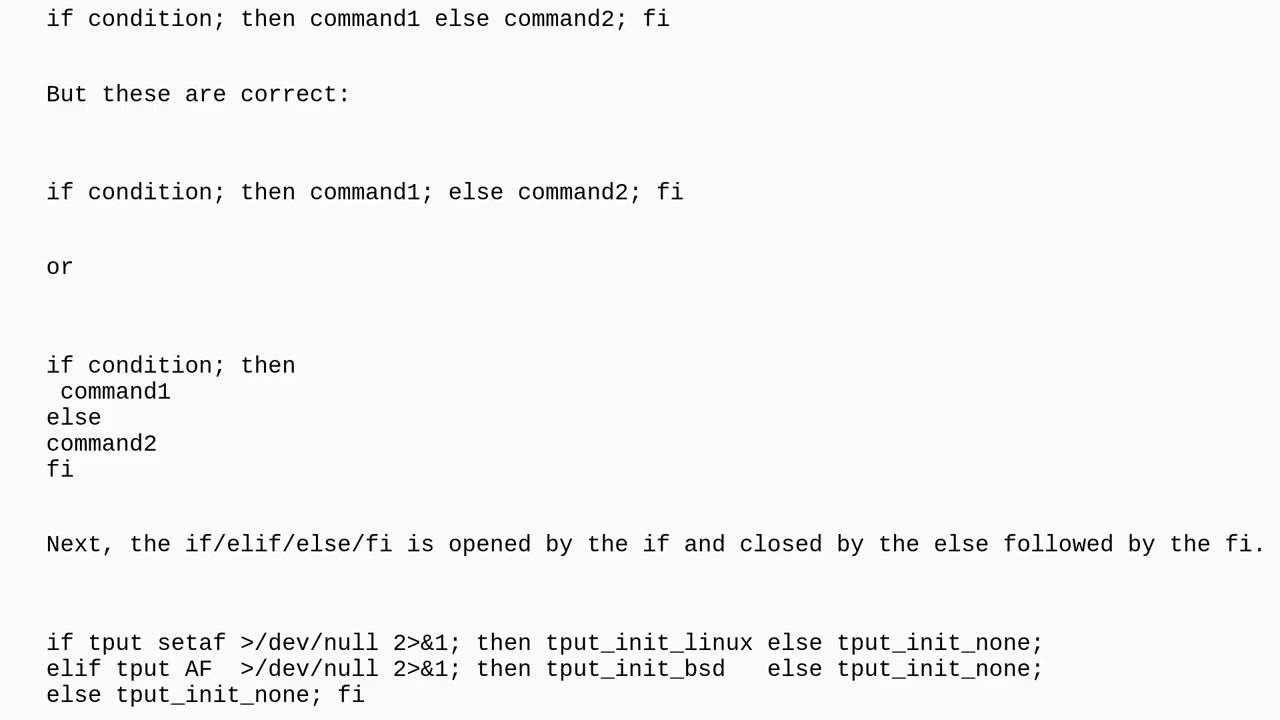 if condition; then command1 else command2; fi
But these are correct:
if condition; then command1; else command2; fi
or
if condition; then
 command1
else
command2
fi
Next, the if/elif/else/fi is opened by the if and closed by the else followed by the fi.
if tput setaf >/dev/null 2>&1; then tput_init_linux else tput_init_none;
elif tput AF  >/dev/null 2>&1; then tput_init_bsd   else tput_init_none;
else tput_init_none; fi